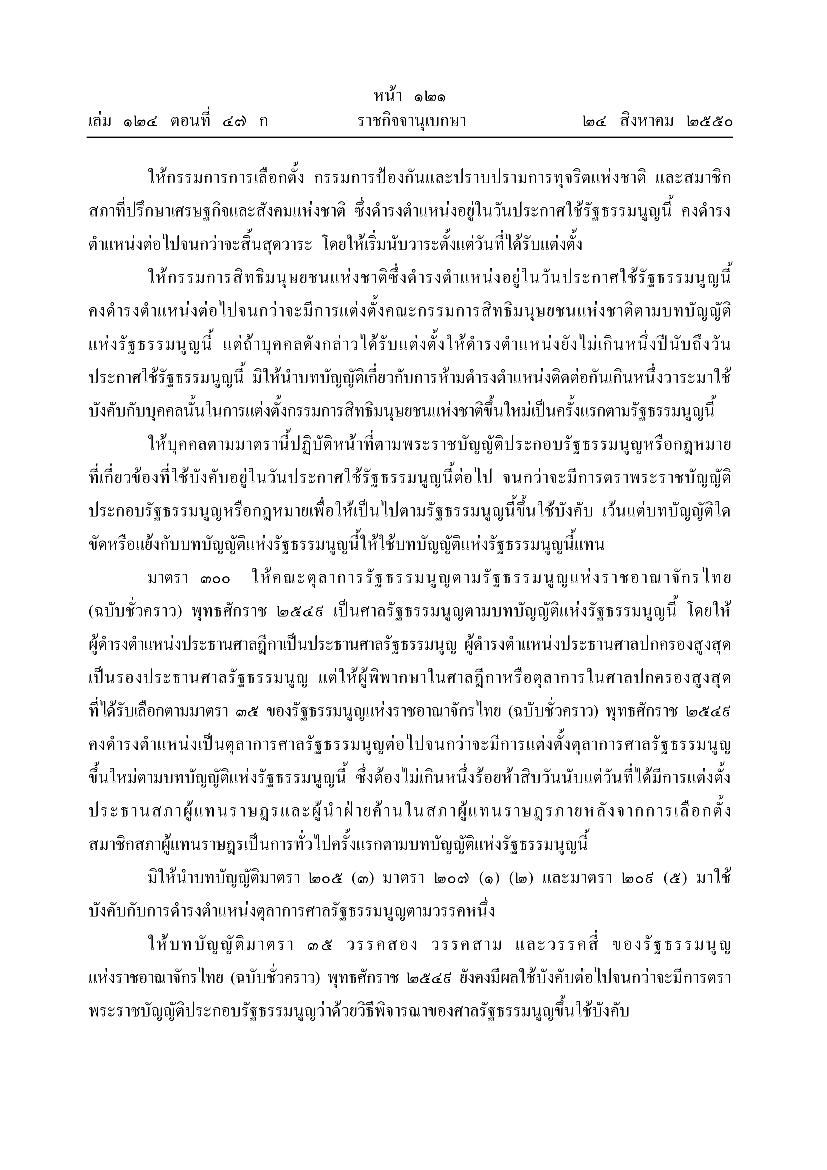 หน้า ๑๒๑
เล่ม ๑๒๔ ตอนที่ ๔๗ ก ราชกิจจานุเบกษา ๒๔ สิงหาคม ๒๕๕๐
ให้กรรมการการเลือกตั้ง กรรมการป้องกันและปราบปรามการทุจริตแห่งชาติ และสมาชิก
สภาที่ปรึกษาเศรษฐกิจและสังคมแห่งชาติ ซึ่งดำรงตำแหน่งอยู่ในวันประกาศใช้รัฐธรรมนูญนี้ คงดำรง
ตำแหน่งต่อไปจนกว่าจะสิ้นสุดวาระ โดยให้เริ่มนับวาระตั้งแต่วันที่ได้รับแต่งตั้ง
ให้กรรมการสิทธิมนุษยชนแห่งชาติซึ่งดำรงตำแหน่งอยู่ในวันประกาศใช้รัฐธรรมนูญนี้
คงดำรงตำแหน่งต่อไปจนกว่าจะมีการแต่งตั้งคณะกรรมการสิทธิมนุษยชนแห่งชาติตามบทบัญญัติ
แห่งรัฐธรรมนูญนี้ แต่ถ้าบุคคลดังกล่าวได้รับแต่งตั้งให้ดำรงตำแหน่งยังไม่เกินหนึ่งปีนับถึงวัน
ประกาศใช้รัฐธรรมนูญนี้ มิให้นำบทบัญญัติเกี่ยวกับการห้ามดำรงตำแหน่งติดต่อกันเกินหนึ่งวาระมาใช้
บังคับกับบุคคลนั้นในการแต่งตั้งกรรมการสิทธิมนุษยชนแห่งชาติขึ้นใหม่เป็นครั้งแรกตามรัฐธรรมนูญนี้
ให้บุคคลตามมาตรานี้ปฏิบัติหน้าที่ตามพระราชบัญญัติประกอบรัฐธรรมนูญหรือกฎหมาย
ที่เกี่ยวข้องที่ใช้บังคับอยู่ในวันประกาศใช้รัฐธรรมนูญนี้ต่อไป จนกว่าจะมีการตราพระราชบัญญัติ
ประกอบรัฐธรรมนูญหรือกฎหมายเพื่อให้เป็นไปตามรัฐธรรมนูญนี้ขึ้นใช้บังคับ เว้นแต่บทบัญญัติใด
ขัดหรือแย้งกับบทบัญญัติแห่งรัฐธรรมนูญนี้ให้ใช้บทบัญญัติแห่งรัฐธรรมนูญนี้แทน
มาตรา ๓๐๐ ให้คณะตุลาการรัฐธรรมนูญตามรัฐธรรมนูญแห่งราชอาณาจักรไทย
(ฉบับชั่วคราว) พุทธศักราช ๒๕๔๙ เป็นศาลรัฐธรรมนูญตามบทบัญญัติแห่งรัฐธรรมนูญนี้ โดยให้
ผู้ดำรงตำแหน่งประธานศาลฎีกาเป็นประธานศาลรัฐธรรมนูญ ผู้ดำรงตำแหน่งประธานศาลปกครองสูงสุด
เป็นรองประธานศาลรัฐธรรมนูญ แต่ให้ผู้พิพากษาในศาลฎีกาหรือตุลาการในศาลปกครองสูงสุด
ที่ได้รับเลือกตามมาตรา ๓๕ ของรัฐธรรมนูญแห่งราชอาณาจักรไทย (ฉบับชั่วคราว) พุทธศักราช ๒๕๔๙
คงดำรงตำแหน่งเป็นตุลาการศาลรัฐธรรมนูญต่อไปจนกว่าจะมีการแต่งตั้งตุลาการศาลรัฐธรรมนูญ
ขึ้นใหม่ตามบทบัญญัติแห่งรัฐธรรมนูญนี้ ซึ่งต้องไม่เกินหนึ่งร้อยห้าสิบวันนับแต่วันที่ได้มีการแต่งตั้ง
ประธานสภาผู้แทนราษฎรและผู้นำฝ่ายค้านในสภาผู้แทนราษฎรภายหลังจากการเลือกตั้ง
สมาชิกสภาผู้แทนราษฎรเป็นการทั่วไปครั้งแรกตามบทบัญญัติแห่งรัฐธรรมนูญนี้
มิให้นำบทบัญญัติมาตรา ๒๐๕ (๓) มาตรา ๒๐๗ (๑) (๒) และมาตรา ๒๐๙ (๕) มาใช้
บังคับกับการดำรงตำแหน่งตุลาการศาลรัฐธรรมนูญตามวรรคหนึ่ง
ให้บทบัญญัติมาตรา ๓๕ วรรคสอง วรรคสาม และวรรคสี่ ของรัฐธรรมนูญ
แห่งราชอาณาจักรไทย (ฉบับชั่วคราว) พุทธศักราช ๒๕๔๙ ยังคงมีผลใช้บังคับต่อไปจนกว่าจะมีการตรา
พระราชบัญญัติประกอบรัฐธรรมนูญว่าด้วยวิธีพิจารณาของศาลรัฐธรรมนูญขึ้นใช้บังคับ